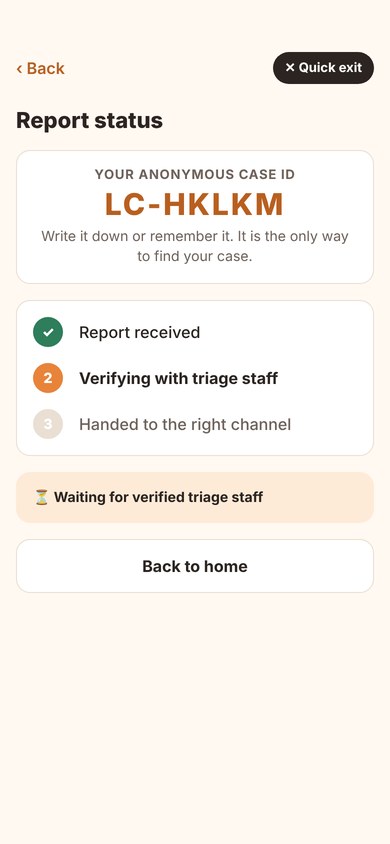 ‹ Back
✕ Quick exit
Report status
YOUR ANONYMOUS CASE ID
LC-HKLKM
Write it down or remember it. It is the only way
to find your case.
✓ Report received
2 Verifying with triage staff
3 Handed to the right channel
⏳ Waiting for verified triage staff
Back to home